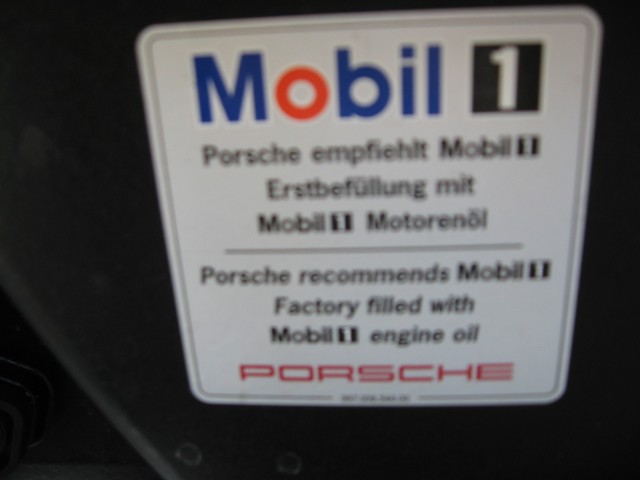 Mobil 1
Porsche empfiehlt Mobil 1
Erstbefüllung mit
Mobil 1 Motorenöl
Porsche recommends Mobil 1
Factory filled with
Mobil 1 engine oil
PORSCHE